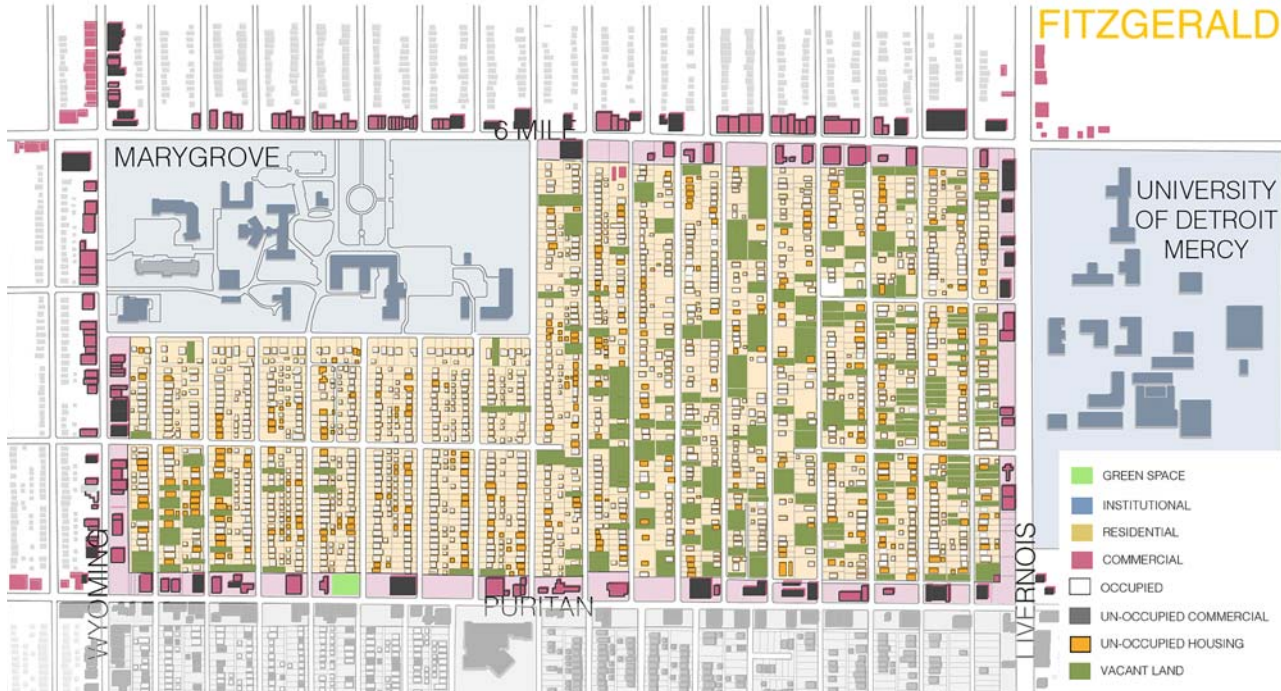 FITZGERALD
6 MILE
MARYGROVE
UNIVERSITY
OF DETROIT
MERCY
GREEN SPACE
INSTITUTIONAL
RESIDENTIAL
COMMERCIAL
OCCUPIED
UN-OCCUPIED COMMERCIAL
UN-OCCUPIED HOUSING
VACANT LAND
WYOMING
PURITAN
LIVERNOIS